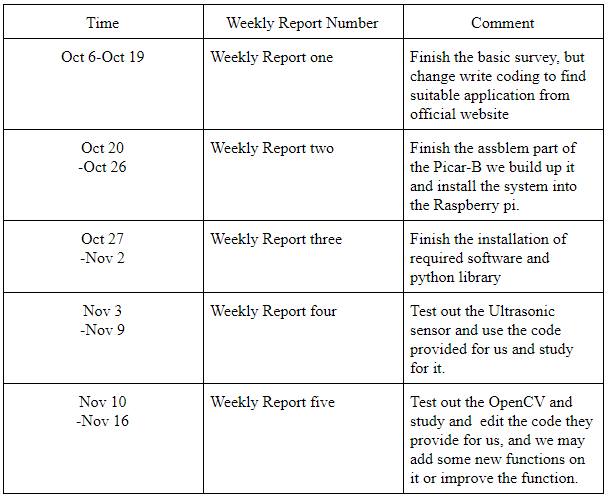 Time Weekly Report Number Comment
Oct 6-Oct 19 Weekly Report one Finish the basic survey, but
change write coding to find
suitable application from
official website
Oct 20 Weekly Report two Finish the assblem part of
-Oct 26 the Picar-B we build up it
and install the system into
the Raspberry pi.
Oct 27 Weekly Report three Finish the installation of
-Nov 2 required software and
python library
Nov 3 Weekly Report four Test out the Ultrasonic
-Nov 9 sensor and use the code
provided for us and study
for it.
Nov 10 Weekly Report five Test out the OpenCV and
-Nov 16 study and  edit the code they
provide for us, and we may
add some new functions on
it or improve the function.